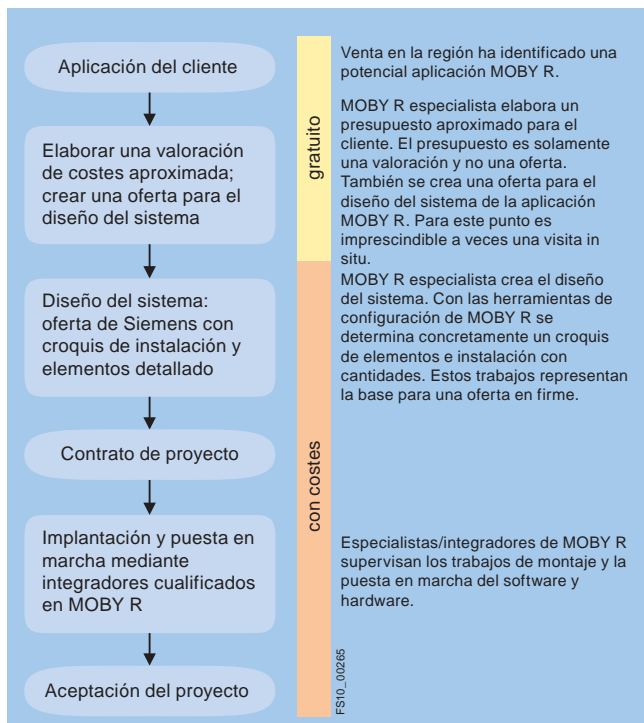 Aplicación del cliente
Elaborar una valoración
de costes aproximada;
crear una oferta para el
diseño del sistema
Diseño del sistema:
oferta de Siemens con
croquis de instalación y
elementos detallado
Contrato de proyecto
Implantación y puesta en
marcha mediante
integradores cualificados
en MOBY R
Aceptación del proyecto
gratuito
con costes
Venta en la región ha identificado una
potencial aplicación MOBY R.
MOBY R especialista elabora un
presupuesto aproximado para el
cliente. El presupuesto es solamente
una valoración y no una oferta.
También se crea una oferta para el
diseño del sistema de la aplicación
MOBY R. Para este punto es
imprescindible a veces una visita in
situ.
MOBY R especialista crea el diseño
del sistema. Con las herramientas de
configuración de MOBY R se
determina concretamente un croquis
de elementos e instalación con
cantidades. Estos trabajos representan
la base para una oferta en firme.
Especialistas/integradores de MOBY R
supervisan los trabajos de montaje y la
puesta en marcha del software y
hardware.
FS10_00265